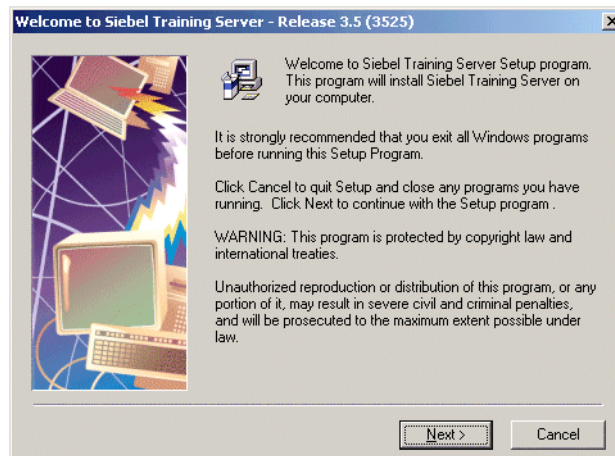 Welcome to Siebel Training Server - Release 3.5 (3525)
Welcome to Siebel Training Server Setup program.
This program will install Siebel Training Server on
your computer.
It is strongly recommended that you exit all Windows programs
before running this Setup Program.
Click Cancel to quit Setup and close any programs you have
running. Click Next to continue with the Setup program .
WARNING: This program is protected by copyright law and
international treaties.
Unauthorized reproduction or distribution of this program, or any
portion of it, may result in severe civil and criminal penalties,
and will be prosecuted to the maximum extent possible under
law.
Next >
Cancel